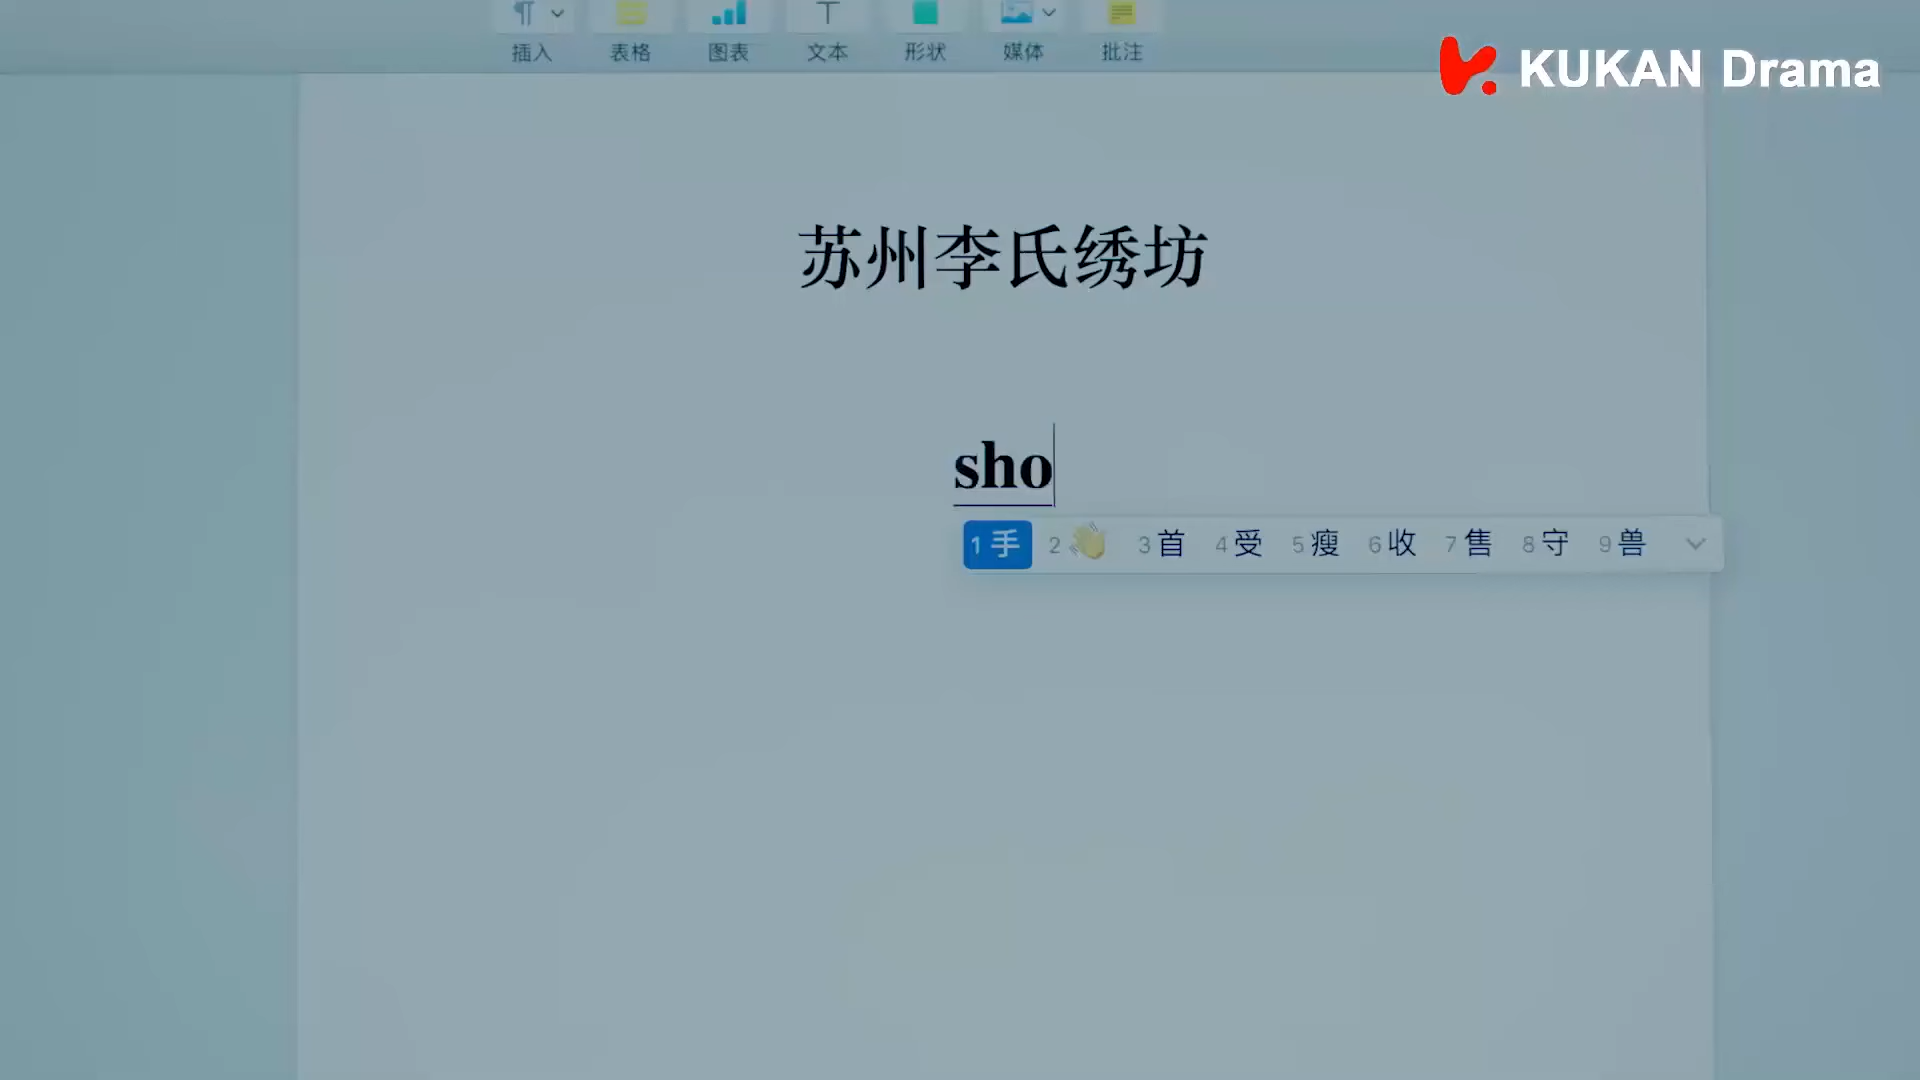 插入 表格 图表 文本 形状 媒体 批注
KUKAN Drama
苏州李氏绣坊
sho
1 手 2 👋 3 首 4 受 5 瘦 6 收 7 售 8 守 9 兽